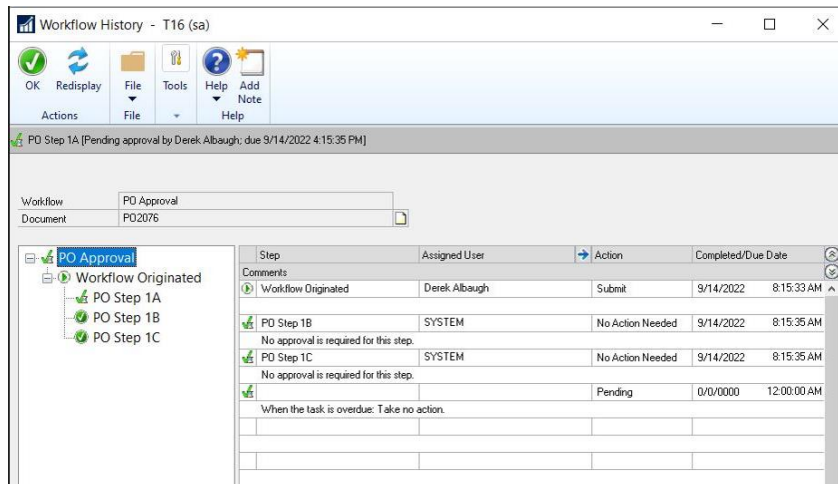 Workflow History - T16 (sa)
OK Redisplay File Tools Help Add Note
Actions File Help
PO Step 1A [Pending approval by Derek Albaugh; due 9/14/2022 4:15:35 PM]
Workflow PO Approval
Document PO2076
PO Approval
Workflow Originated
PO Step 1A
PO Step 1B
PO Step 1C
Step Assigned User Action Completed/Due Date
Comments
Workflow Originated Derek Albaugh Submit 9/14/2022 8:15:33 AM
PO Step 1B SYSTEM No Action Needed 9/14/2022 8:15:35 AM
No approval is required for this step.
PO Step 1C SYSTEM No Action Needed 9/14/2022 8:15:35 AM
No approval is required for this step.
Pending 0/0/0000 12:00:00 AM
When the task is overdue: Take no action.